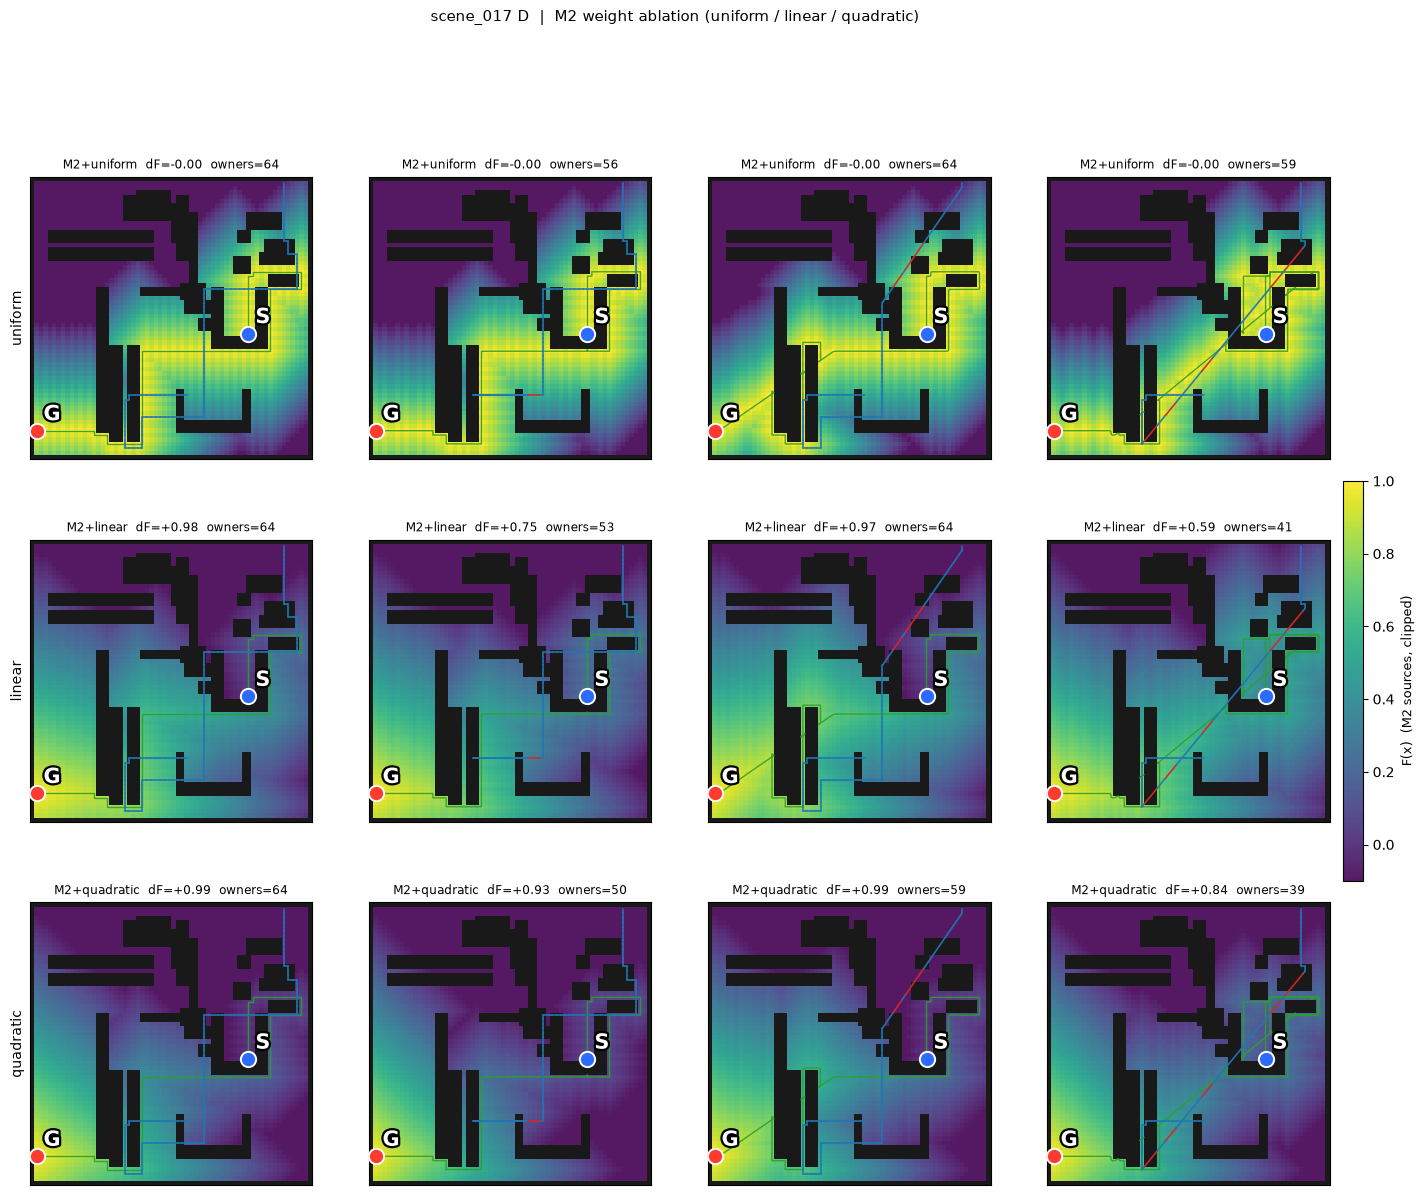 scene_017 D | M2 weight ablation (uniform / linear / quadratic)
M2+uniform dF=-0.00 owners=64
M2+uniform dF=-0.00 owners=56
M2+uniform dF=-0.00 owners=64
M2+uniform dF=-0.00 owners=59
uniform
G
S
G
S
G
S
G
S
M2+linear dF=+0.98 owners=64
M2+linear dF=+0.75 owners=53
M2+linear dF=+0.97 owners=64
M2+linear dF=+0.59 owners=41
linear
G
S
G
S
G
S
G
S
M2+quadratic dF=+0.99 owners=64
M2+quadratic dF=+0.93 owners=50
M2+quadratic dF=+0.99 owners=59
M2+quadratic dF=+0.84 owners=39
quadratic
G
S
G
S
G
S
G
S
1.0
0.8
0.6
0.4
0.2
0.0
F(x) (M2 sources, clipped)